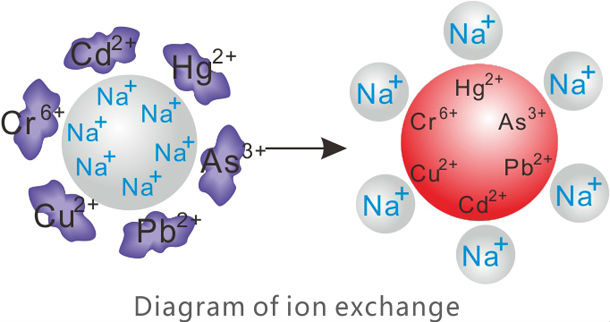 Cd2+
Hg2+
Cr6+
Na+
Na+
Na+
Na+
Na+
Na+
As3+
Cu2+
Pb2+
Na+
Na+
Na+
Hg2+
Cr6+
As3+
Cu2+
Pb2+
Cd2+
Na+
Na+
Na+
Diagram of ion exchange